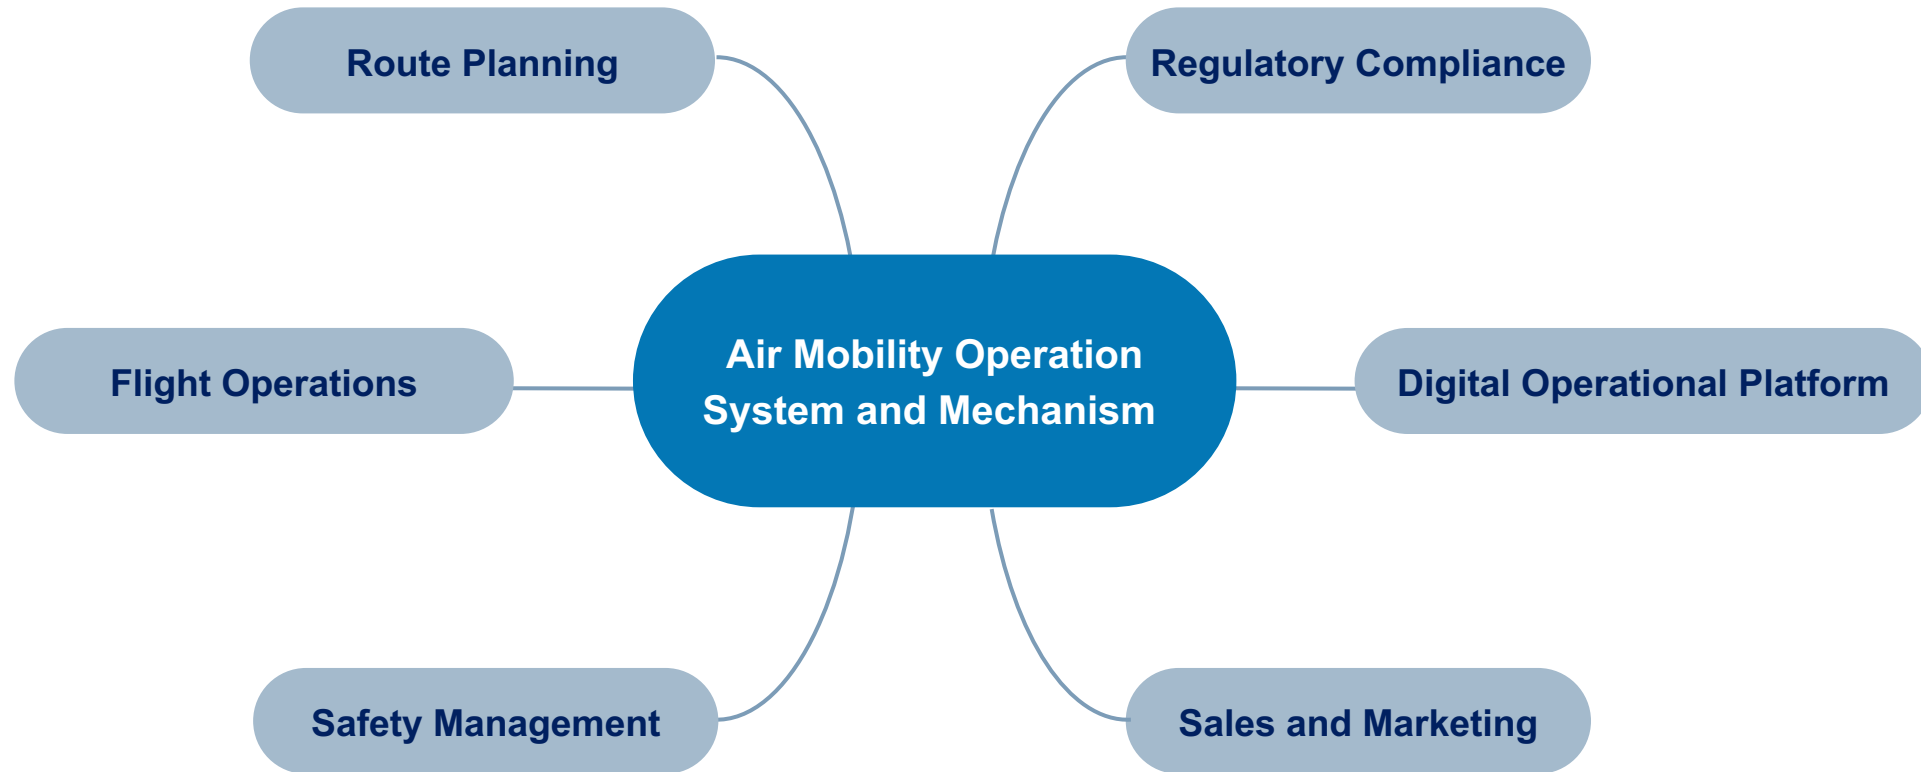 Route Planning
Regulatory Compliance
Air Mobility Operation
System and Mechanism
Flight Operations
Digital Operational Platform
Safety Management
Sales and Marketing